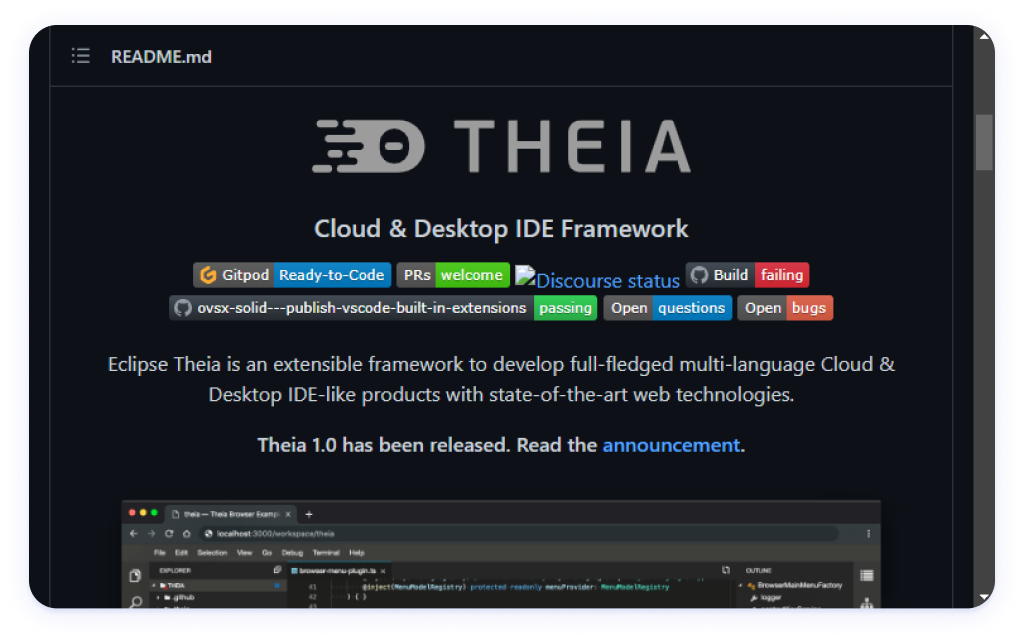 README.md
THEIA
Cloud & Desktop IDE Framework
Gitpod Ready-to-Code PRs welcome Discourse status Build failing
ovsx-solid---publish-vscode-built-in-extensions passing Open questions Open bugs
Eclipse Theia is an extensible framework to develop full-fledged multi-language Cloud &
Desktop IDE-like products with state-of-the-art web technologies.
Theia 1.0 has been released. Read the announcement.
theia — Theia Browser Exampl
localhost:3000/workspace/theia
File Edit Selection View Go Debug Terminal Help
EXPLORER browser-menu-plugin.ts OUTLINE
THEIA 41 @inject(MenuModelRegistry) protected readonly menuProvider: MenuModelRegistry BrowserMainMenuFactory
.github 42 ) { } logger
43